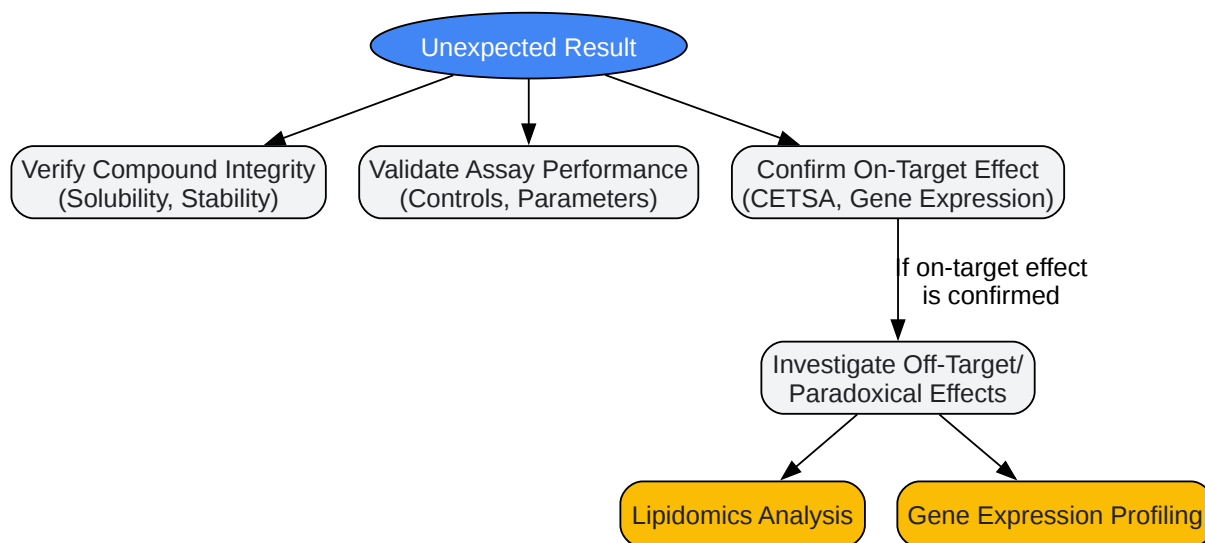 Unexpected Result
Verify Compound Integrity
(Solubility, Stability)
Validate Assay Performance
(Controls, Parameters)
Confirm On-Target Effect
(CETSA, Gene Expression)
If on-target effect
is confirmed
Investigate Off-Target/
Paradoxical Effects
Lipidomics Analysis
Gene Expression Profiling